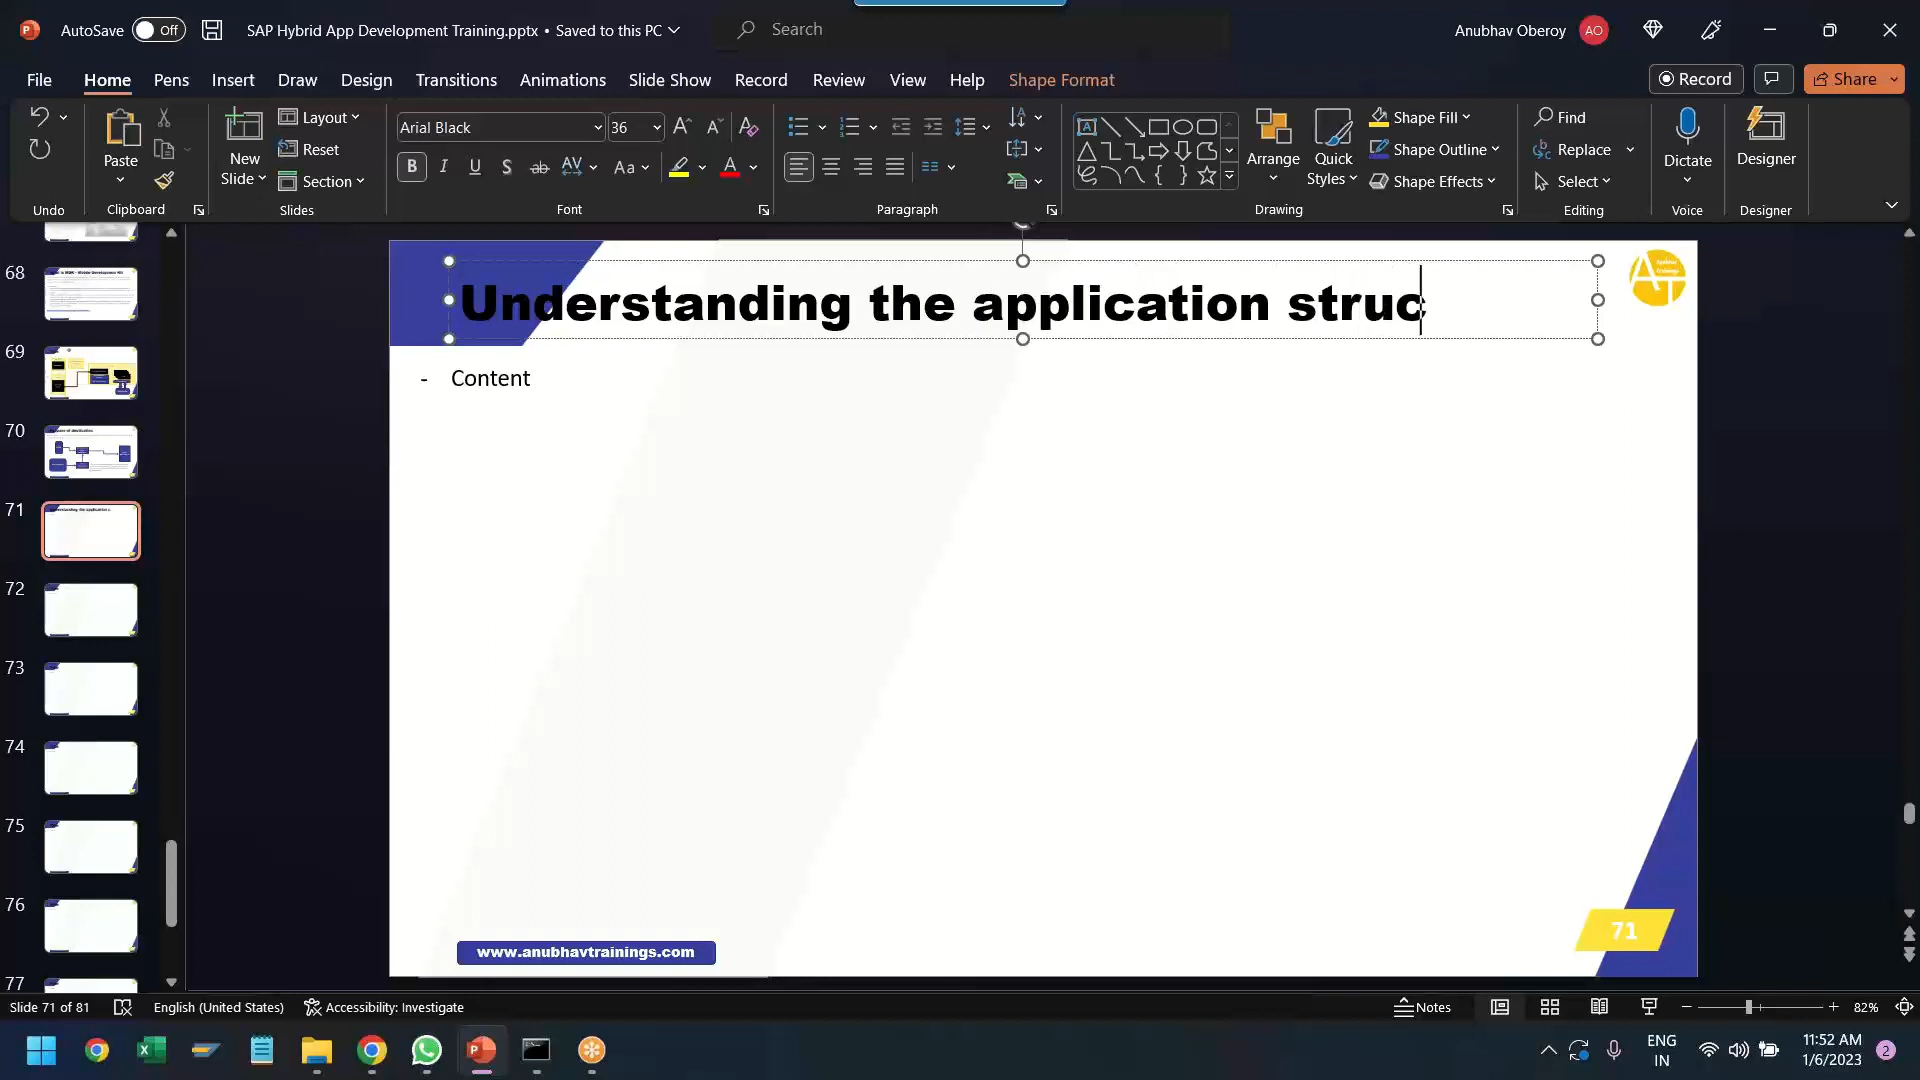 AutoSave Off SAP Hybrid App Development Training.pptx • Saved to this PC Search Anubhav Oberoy AO
File Home Pens Insert Draw Design Transitions Animations Slide Show Record Review View Help Shape Format Record Share
Paste New Slide Layout Reset Section Arial Black 36 Arrange Quick Styles Shape Fill Shape Outline Shape Effects Find Replace Select Dictate Designer
Undo Clipboard Slides Font Paragraph Drawing Editing Voice Designer
68
69
70
71
72
73
74
75
76
77
Understanding the application struc
- Content
www.anubhavtrainings.com
71
Slide 71 of 81 English (United States) Accessibility: Investigate Notes 82%
ENG
IN
11:52 AM
1/6/2023
2